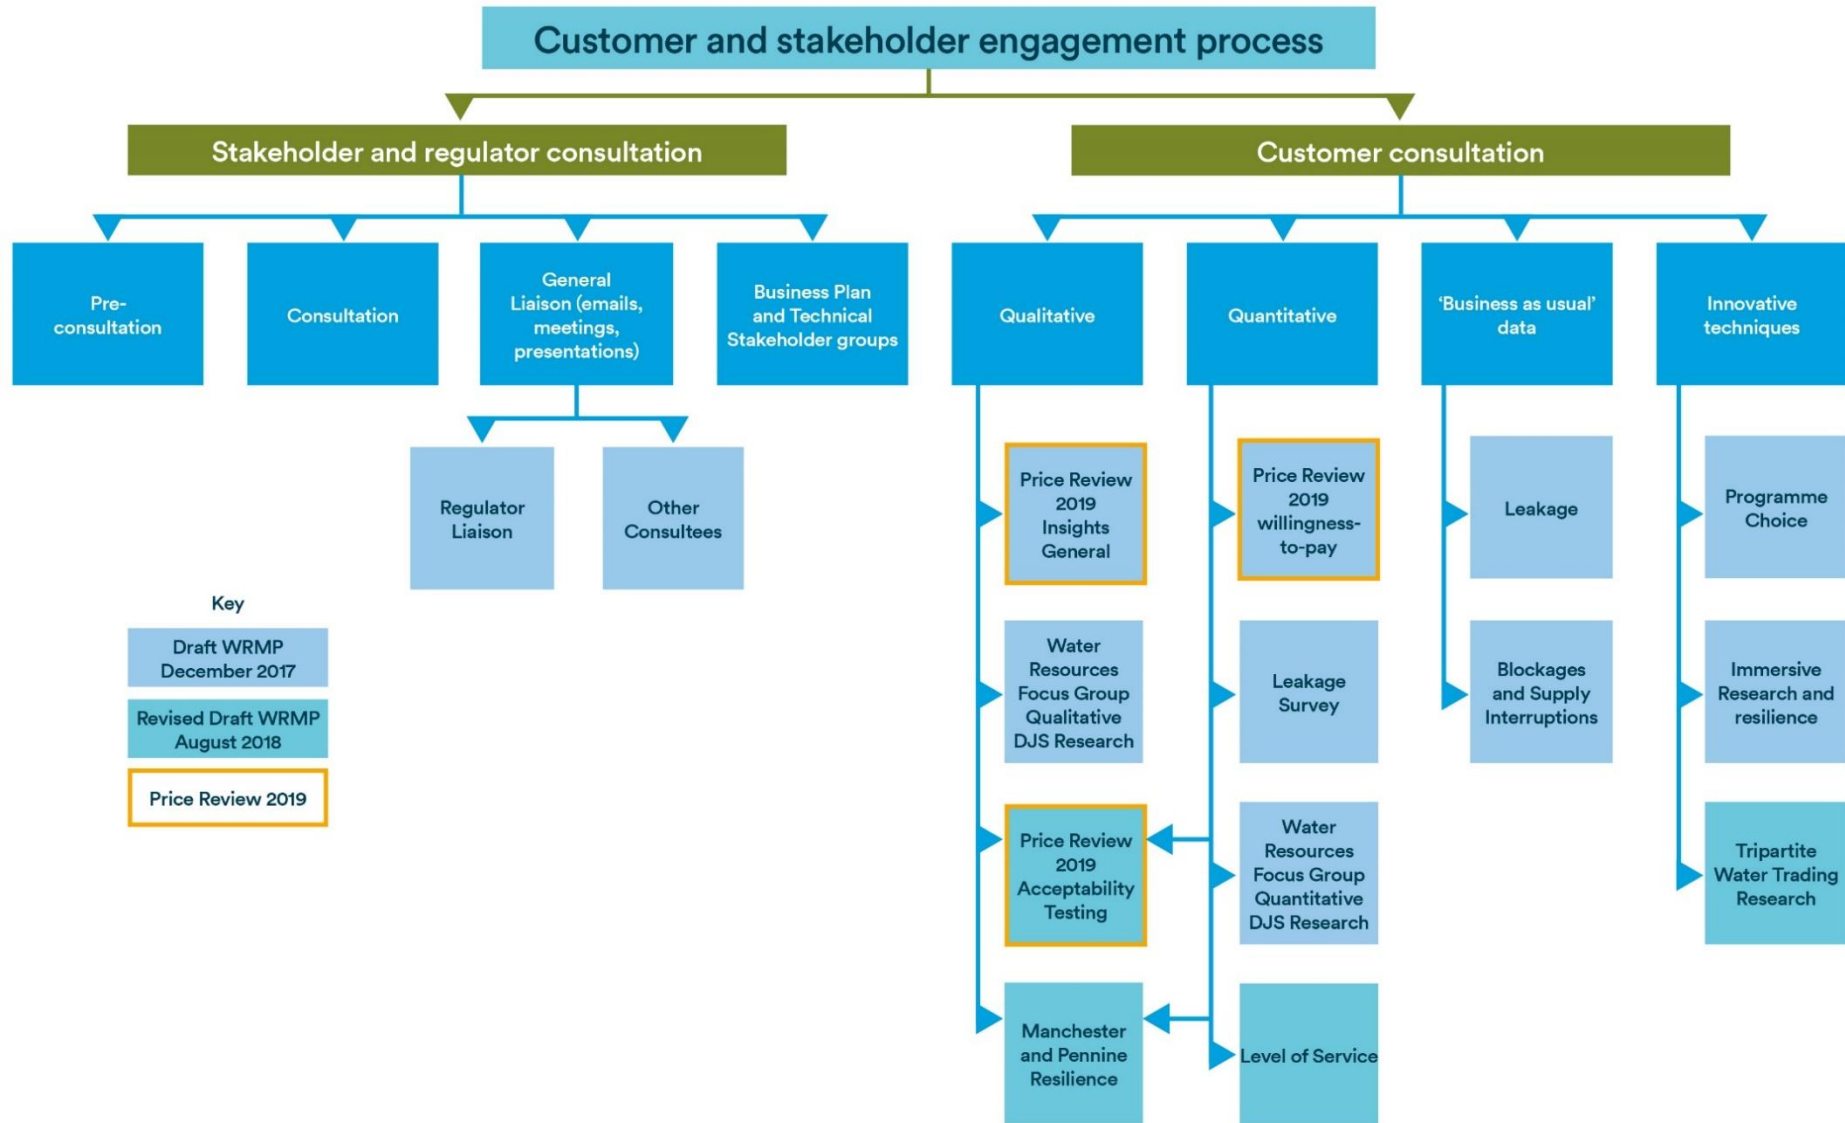 Customer and stakeholder engagement process
Stakeholder and regulator consultation
Customer consultation
Pre-
consultation
Consultation
General
Liaison (emails,
meetings,
presentations)
Business Plan
and Technical
Stakeholder groups
Qualitative
Quantitative
‘Business as usual’
data
Innovative
techniques
Regulator
Liaison
Other
Consultees
Price Review
2019
Insights
General
Price Review
2019
willingness-
to-pay
Leakage
Programme
Choice
Water
Resources
Focus Group
Qualitative
DJS Research
Leakage
Survey
Blockages
and Supply
Interruptions
Immersive
Research and
resilience
Price Review
2019
Acceptability
Testing
Water
Resources
Focus Group
Quantitative
DJS Research
Tripartite
Water Trading
Research
Manchester
and Pennine
Resilience
Level of Service
Key
Draft WRMP
December 2017
Revised Draft WRMP
August 2018
Price Review 2019